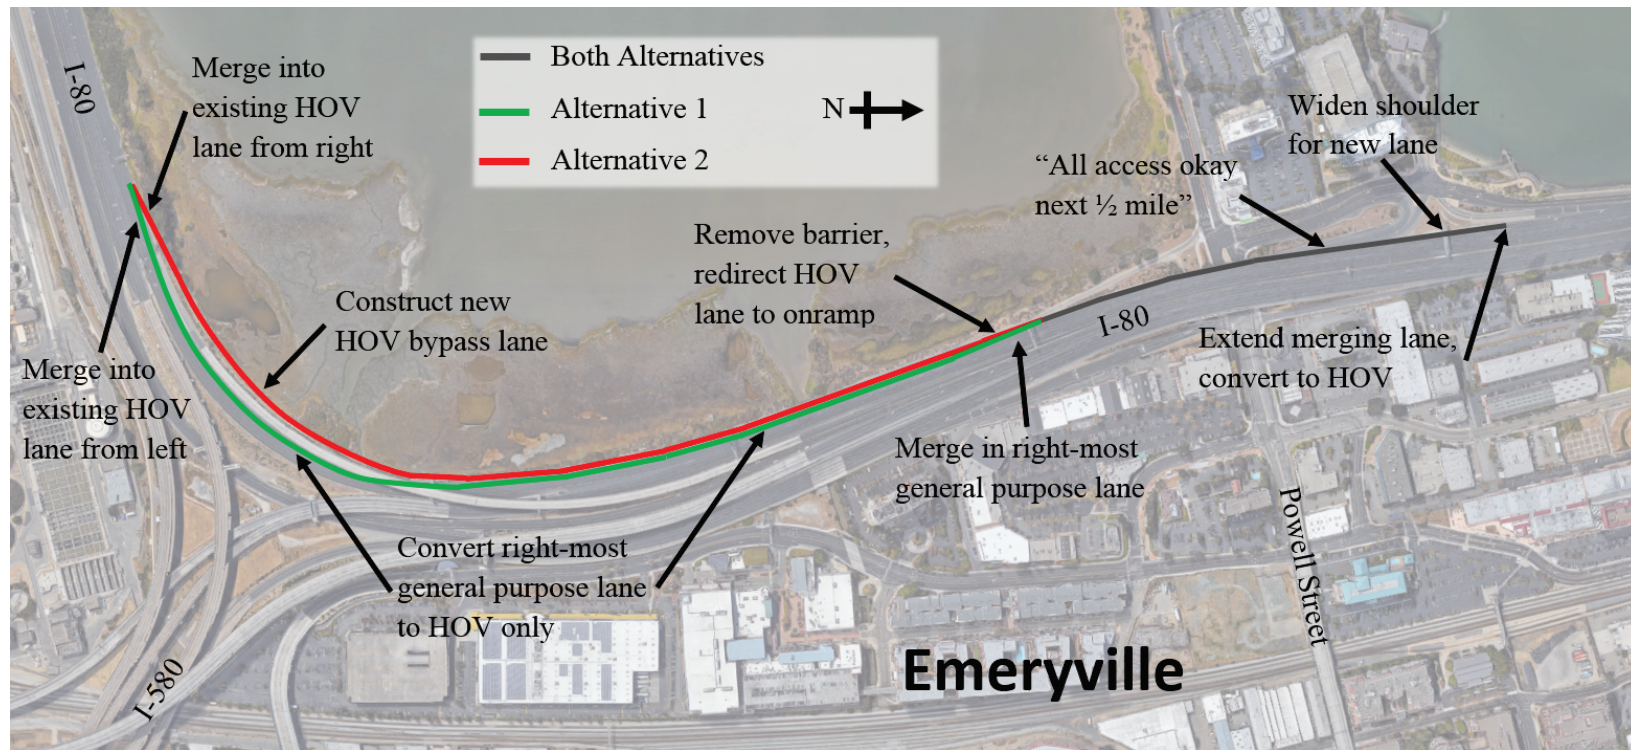 I-80
Merge into
existing HOV
lane from right
Both Alternatives
Alternative 1
Alternative 2
N
Widen shoulder
for new lane
“All access okay
next ½ mile”
Remove barrier,
redirect HOV
lane to onramp
Construct new
HOV bypass lane
I-80
Extend merging lane,
convert to HOV
Merge into
existing HOV
lane from left
Merge in right-most
general purpose lane
Convert right-most
general purpose lane
to HOV only
Powell Street
Emeryville
I-580